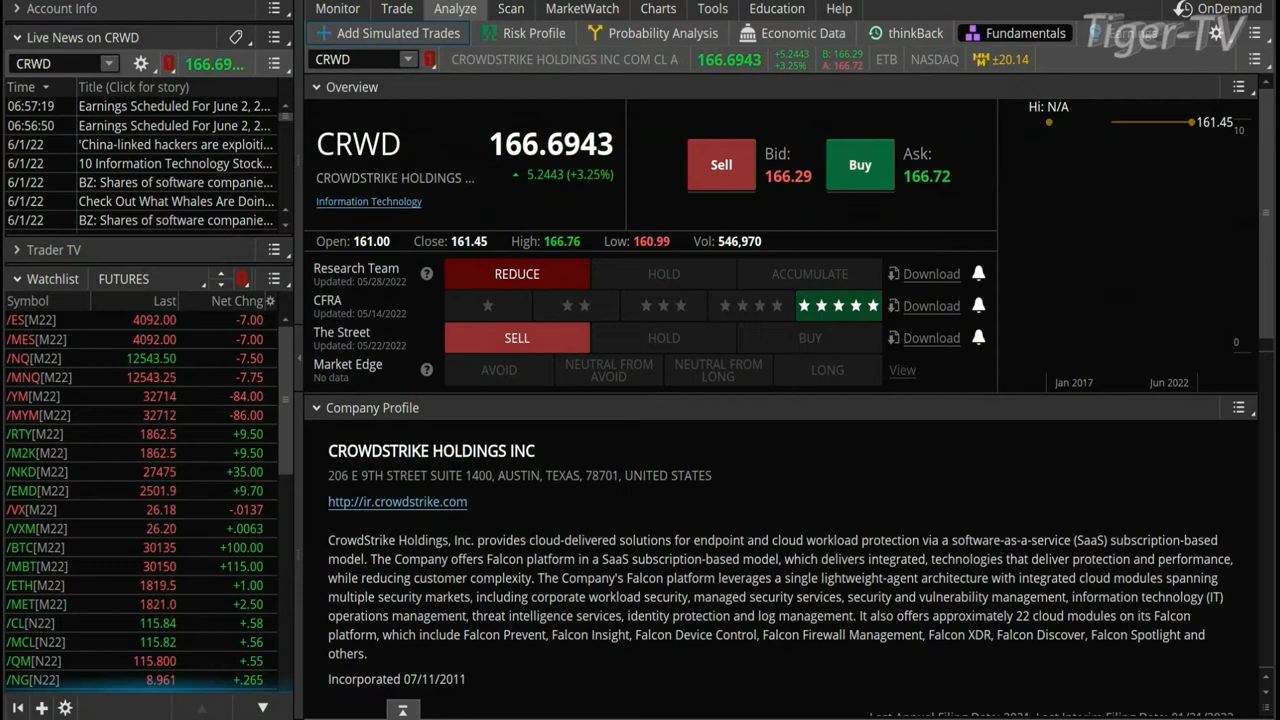 Account Info
Monitor Trade Analyze Scan MarketWatch Charts Tools Education Help
OnDemand
Tiger-TV
Live News on CRWD
Add Simulated Trades Risk Profile Probability Analysis Economic Data thinkBack Fundamentals
CRWD 166.69...
CRWD CROWDSTRIKE HOLDINGS INC COM CL A 166.6943 +5.2443 +3.25% B: 166.29 A: 166.72 ETB NASDAQ ±20.14
Time Title (Click for story)
06:57:19 Earnings Scheduled For June 2, 2...
06:56:50 Earnings Scheduled For June 2, 2...
6/1/22 'China-linked hackers are exploiti...
6/1/22 10 Information Technology Stock...
6/1/22 BZ: Shares of software companie...
6/1/22 Check Out What Whales Are Doin...
6/1/22 BZ: Shares of software companie...
Trader TV
Watchlist FUTURES
Symbol Last Net Chng
/ES[M22] 4092.00 -7.00
/MES[M22] 4092.00 -7.00
/NQ[M22] 12543.50 -7.50
/MNQ[M22] 12543.25 -7.75
/YM[M22] 32714 -84.00
/MYM[M22] 32712 -86.00
/RTY[M22] 1862.5 +9.50
/M2K[M22] 1862.5 +9.50
/NKD[M22] 27475 +35.00
/EMD[M22] 2501.9 +9.70
/VX[M22] 26.18 -.0137
/VXM[M22] 26.20 +.0063
/BTC[M22] 30135 +100.00
/MBT[M22] 30150 +115.00
/ETH[M22] 1819.5 +1.00
/MET[M22] 1821.0 +2.50
/CL[N22] 115.84 +.58
/MCL[N22] 115.82 +.56
/QM[N22] 115.800 +.55
/NG[N22] 8.961 +.265
Overview
CRWD 166.6943
CROWDSTRIKE HOLDINGS ... 5.2443 (+3.25%)
Information Technology
Sell Bid: 166.29 Buy Ask: 166.72
Hi: N/A
161.45
10
0
Jan 2017 Jun 2022
Open: 161.00 Close: 161.45 High: 166.76 Low: 160.99 Vol: 546,970
Research Team REDUCE HOLD ACCUMULATE Download
Updated: 05/28/2022
CFRA ★ ★★ ★★★ ★★★★ ★★★★★ Download
Updated: 05/14/2022
The Street SELL HOLD BUY Download
Updated: 05/22/2022
Market Edge AVOID NEUTRAL FROM AVOID NEUTRAL FROM LONG LONG View
No data
Company Profile
CROWDSTRIKE HOLDINGS INC
206 E 9TH STREET SUITE 1400, AUSTIN, TEXAS, 78701, UNITED STATES
http://ir.crowdstrike.com
CrowdStrike Holdings, Inc. provides cloud-delivered solutions for endpoint and cloud workload protection via a software-as-a-service (SaaS) subscription-based
model. The Company offers Falcon platform in a SaaS subscription-based model, which delivers integrated, technologies that deliver protection and performance,
while reducing customer complexity. The Company's Falcon platform leverages a single lightweight-agent architecture with integrated cloud modules spanning
multiple security markets, including corporate workload security, managed security services, security and vulnerability management, information technology (IT)
operations management, threat intelligence services, identity protection and log management. It also offers approximately 22 cloud modules on its Falcon
platform, which include Falcon Prevent, Falcon Insight, Falcon Device Control, Falcon Firewall Management, Falcon XDR, Falcon Discover, Falcon Spotlight and
others.
Incorporated 07/11/2011